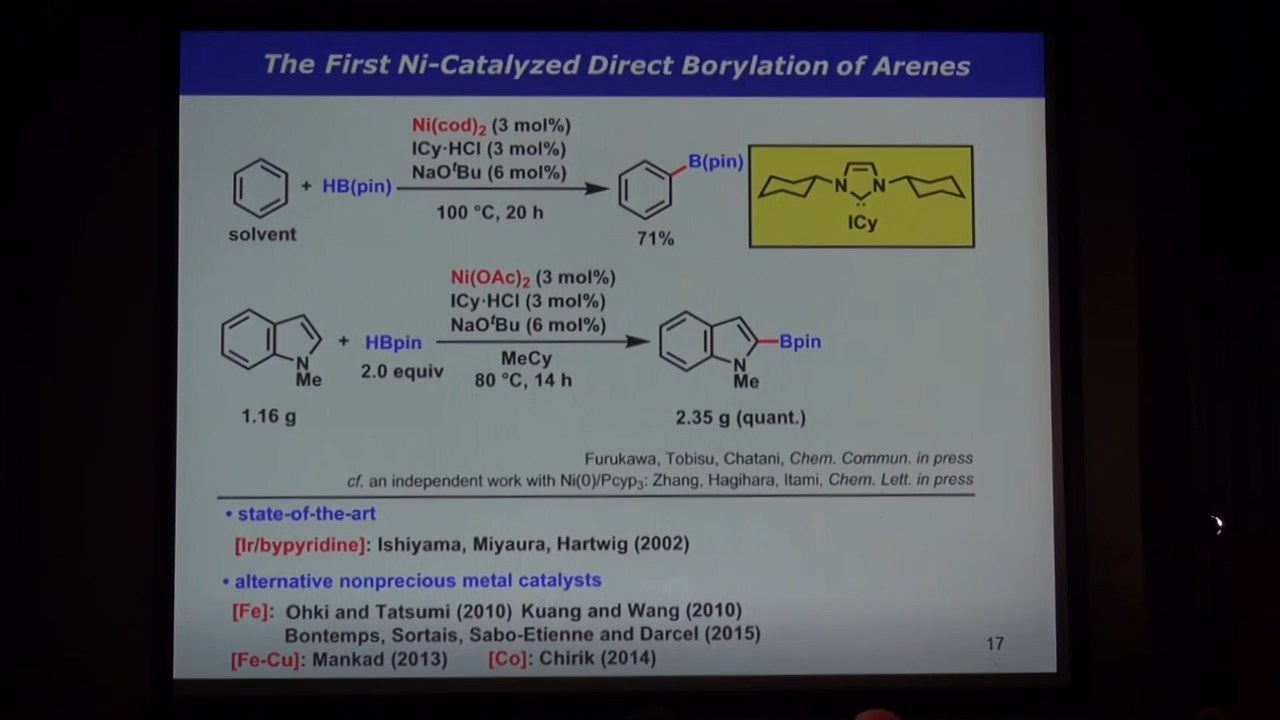 The First Ni-Catalyzed Direct Borylation of Arenes
Ni(cod)2 (3 mol%)
ICy·HCl (3 mol%)
NaOtBu (6 mol%)
+ HB(pin)
100 °C, 20 h
solvent
B(pin)
71%
N N
ICy
Ni(OAc)2 (3 mol%)
ICy·HCl (3 mol%)
NaOtBu (6 mol%)
N
Me
+ HBpin
2.0 equiv
MeCy
80 °C, 14 h
Bpin
N
Me
1.16 g
2.35 g (quant.)
Furukawa, Tobisu, Chatani, Chem. Commun. in press
cf. an independent work with Ni(0)/Pcyp3: Zhang, Hagihara, Itami, Chem. Lett. in press
• state-of-the-art
[Ir/bypyridine]: Ishiyama, Miyaura, Hartwig (2002)
• alternative nonprecious metal catalysts
[Fe]: Ohki and Tatsumi (2010) Kuang and Wang (2010)
Bontemps, Sortais, Sabo-Etienne and Darcel (2015)
[Fe-Cu]: Mankad (2013) [Co]: Chirik (2014)
17